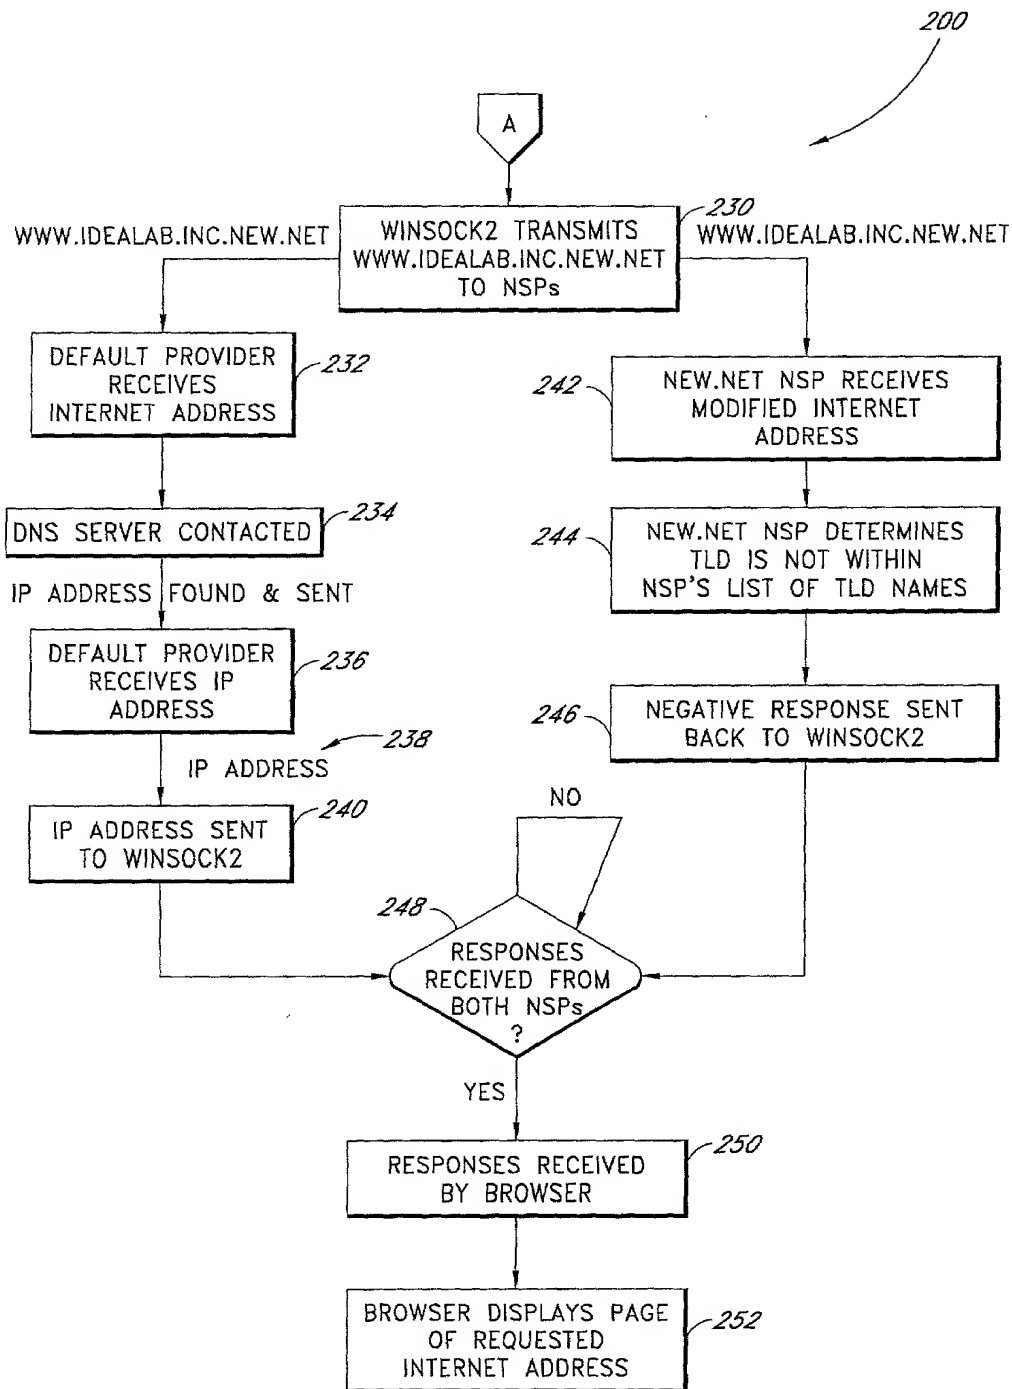 200
A
230
WWW.IDEALAB.INC.NEW.NET
WINSOCK2 TRANSMITS
WWW.IDEALAB.INC.NEW.NET
TO NSPs
WWW.IDEALAB.INC.NEW.NET
DEFAULT PROVIDER
RECEIVES
INTERNET ADDRESS
232
DNS SERVER CONTACTED
234
IP ADDRESS FOUND & SENT
DEFAULT PROVIDER
RECEIVES IP
ADDRESS
236
238
IP ADDRESS
IP ADDRESS SENT
TO WINSOCK2
240
242
NEW.NET NSP RECEIVES
MODIFIED INTERNET
ADDRESS
244
NEW.NET NSP DETERMINES
TLD IS NOT WITHIN
NSP'S LIST OF TLD NAMES
246
NEGATIVE RESPONSE SENT
BACK TO WINSOCK2
NO
248
RESPONSES
RECEIVED FROM
BOTH NSPs
?
YES
RESPONSES RECEIVED
BY BROWSER
250
BROWSER DISPLAYS PAGE
OF REQUESTED
INTERNET ADDRESS
252